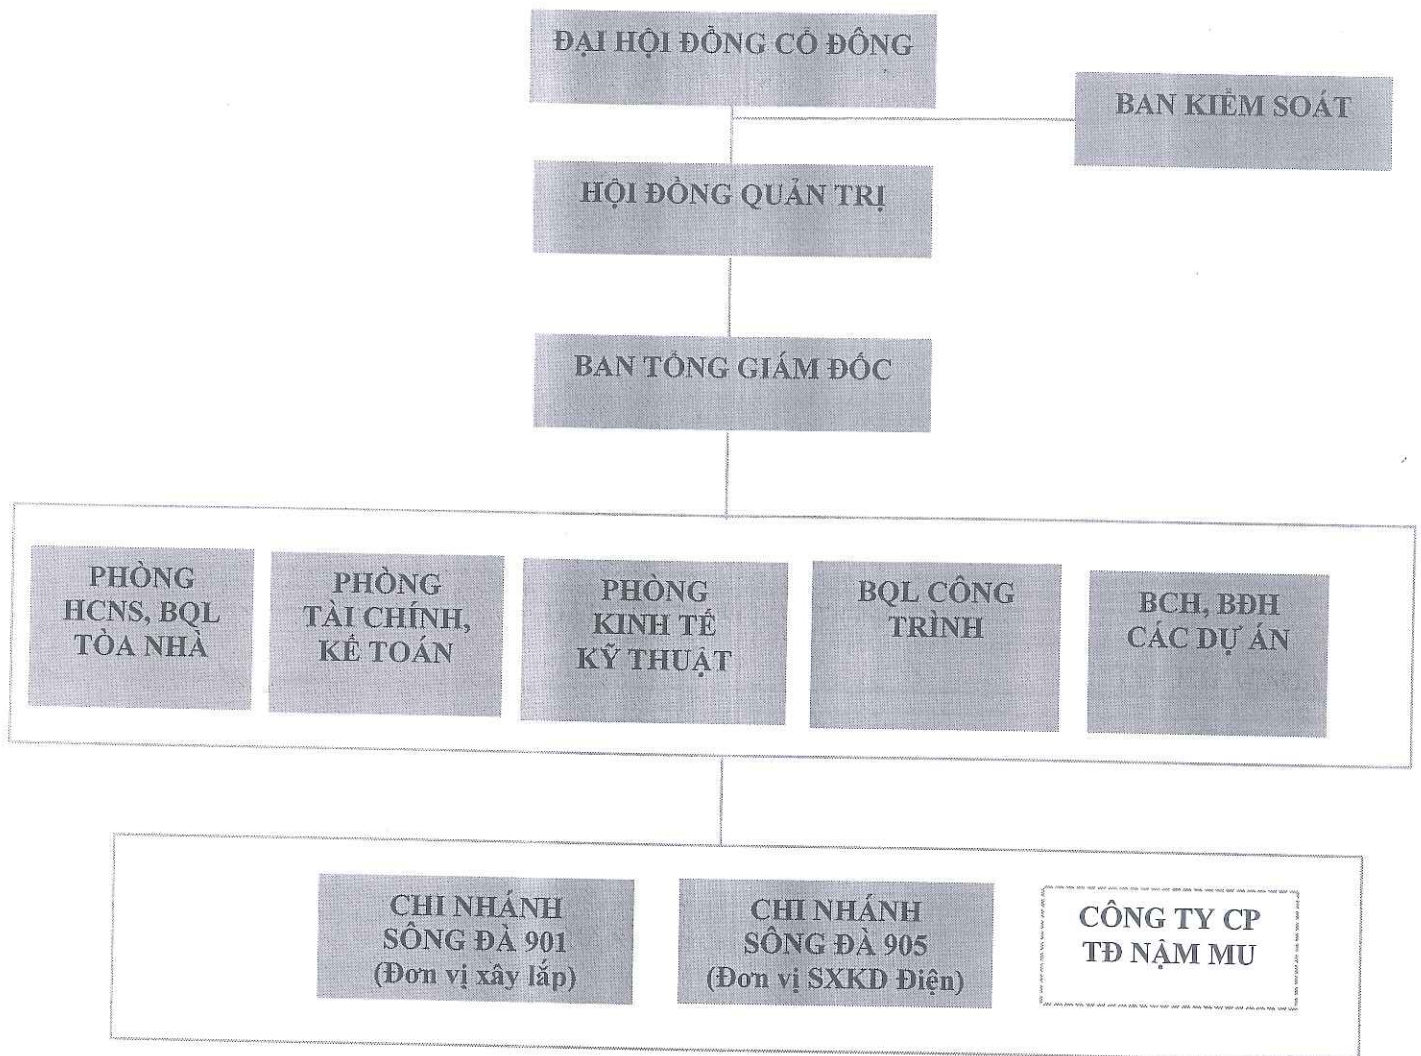 ĐẠI HỘI ĐỒNG CỔ ĐÔNG
BAN KIỂM SOÁT
HỘI ĐỒNG QUẢN TRỊ
BAN TỔNG GIÁM ĐỐC
PHÒNG
HCNS, BQL
TÒA NHÀ
PHÒNG
TÀI CHÍNH,
KẾ TOÁN
PHÒNG
KINH TẾ
KỸ THUẬT
BQL CÔNG
TRÌNH
BCH, BĐH
CÁC DỰ ÁN
CHI NHÁNH
SÔNG ĐÀ 901
(Đơn vị xây lắp)
CHI NHÁNH
SÔNG ĐÀ 905
(Đơn vị SXKD Điện)
CÔNG TY CP
TĐ NẬM MU